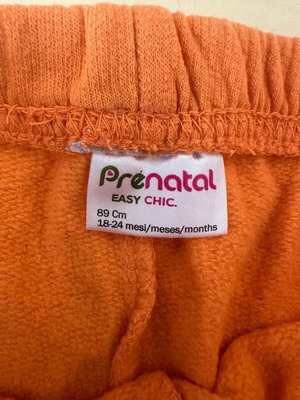 Prénatal
EASY CHIC.
89 Cm
18-24 mesi/meses/months